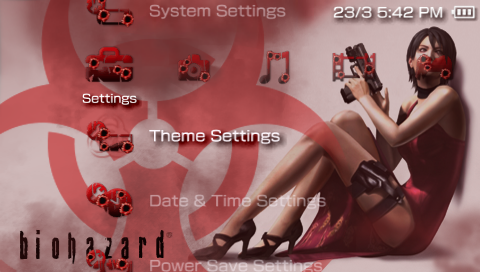 System Settings
23/3 5:42 PM
Settings
Theme Settings
Date & Time Settings
biohazard®
Power Save Settings